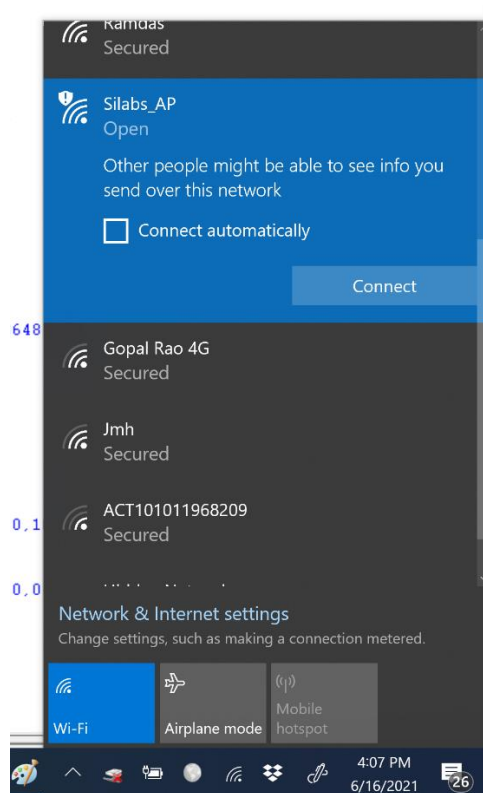 Ramdas
Secured
Silabs_AP
Open
Other people might be able to see info you
send over this network
Connect automatically
Connect
648
Gopal Rao 4G
Secured
Jmh
Secured
ACT101011968209
0,1
Secured
0,0
Network & Internet settings
Change settings, such as making a connection metered.
Wi-Fi
Airplane mode
Mobile
hotspot
4:07 PM
6/16/2021
26